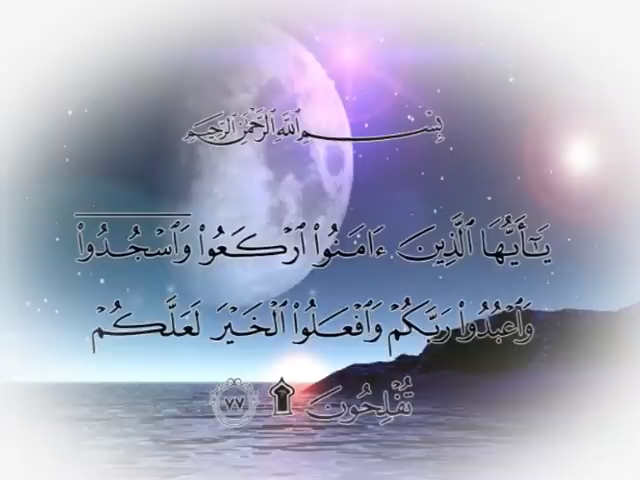 بِسْمِ ٱللَّهِ ٱلرَّحْمَٰنِ ٱلرَّحِيمِ
يَـٰٓأَيُّهَا ٱلَّذِينَ ءَامَنُوا۟ ٱرْكَعُوا۟ وَٱسْجُدُوا۟
وَٱعْبُدُوا۟ رَبَّكُمْ وَٱفْعَلُوا۟ ٱلْخَيْرَ لَعَلَّكُمْ
تُفْلِحُونَ ۩ ٧٧